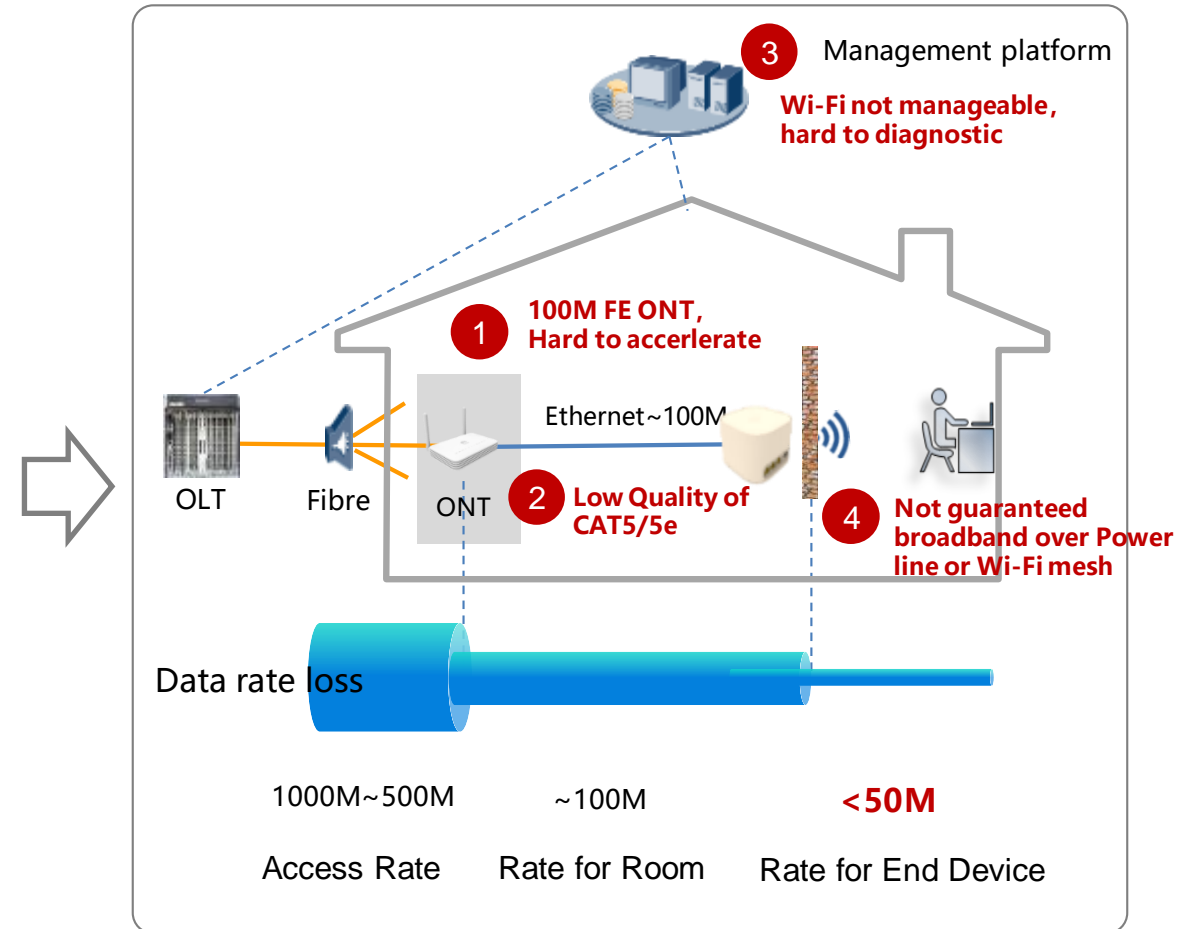 3
Management platform
Wi-Fi not manageable,
hard to diagnostic
1
100M FE ONT,
Hard to accerlerate
Ethernet~100M
OLT
Fibre
ONT
2
Low Quality of
CAT5/5e
4
Not guaranteed
broadband over Power
line or Wi-Fi mesh
Data rate loss
1000M~500M
~100M
<50M
Access Rate
Rate for Room
Rate for End Device